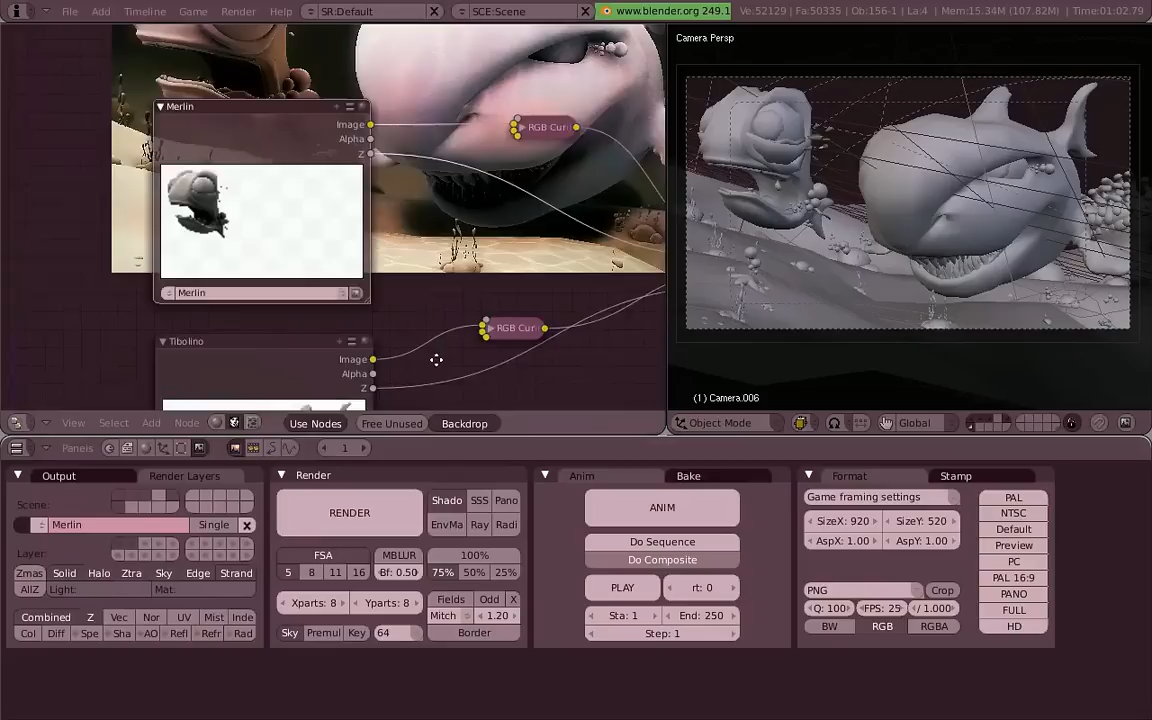 File Add Timeline Game Render Help SR:Default SCE:Scene www.blender.org 249.1 Ve:52129 Fa:50335 Ob:156-1 La:4 Mem:15.34M (107.82M) Time:01:02.79
Camera Persp
Merlin
Image
Alpha
Z
RGB Cur
Merlin
RGB Cur
Tibolino
Image
Alpha
Z
(1) Camera.006
View Select Add Node Use Nodes Free Unused Backdrop
Object Mode Global
Panels 1
Output Render Layers
Scene:
Merlin Single X
Layer:
Zmas Solid Halo Ztra Sky Edge Strand
AllZ Light: Mat:
Combined Z Vec Nor UV Mist Inde
Col Diff Spe Sha AO Refl Refr Rad
Render
RENDER
Shado SSS Pano
EnvMa Ray Radi
FSA MBLUR 100%
5 8 11 16 Bf: 0.50 75% 50% 25%
Xparts: 8 Yparts: 8 Fields Odd X
Mitch 1.20
Sky Premul Key 64 Border
Anim Bake
ANIM
Do Sequence
Do Composite
PLAY rt: 0
Sta: 1 End: 250
Step: 1
Format Stamp
Game framing settings
SizeX: 920 SizeY: 520
AspX: 1.00 AspY: 1.00
PNG Crop
Q: 100 FPS: 25 / 1.000
BW RGB RGBA
PAL
NTSC
Default
Preview
PC
PAL 16:9
PANO
FULL
HD